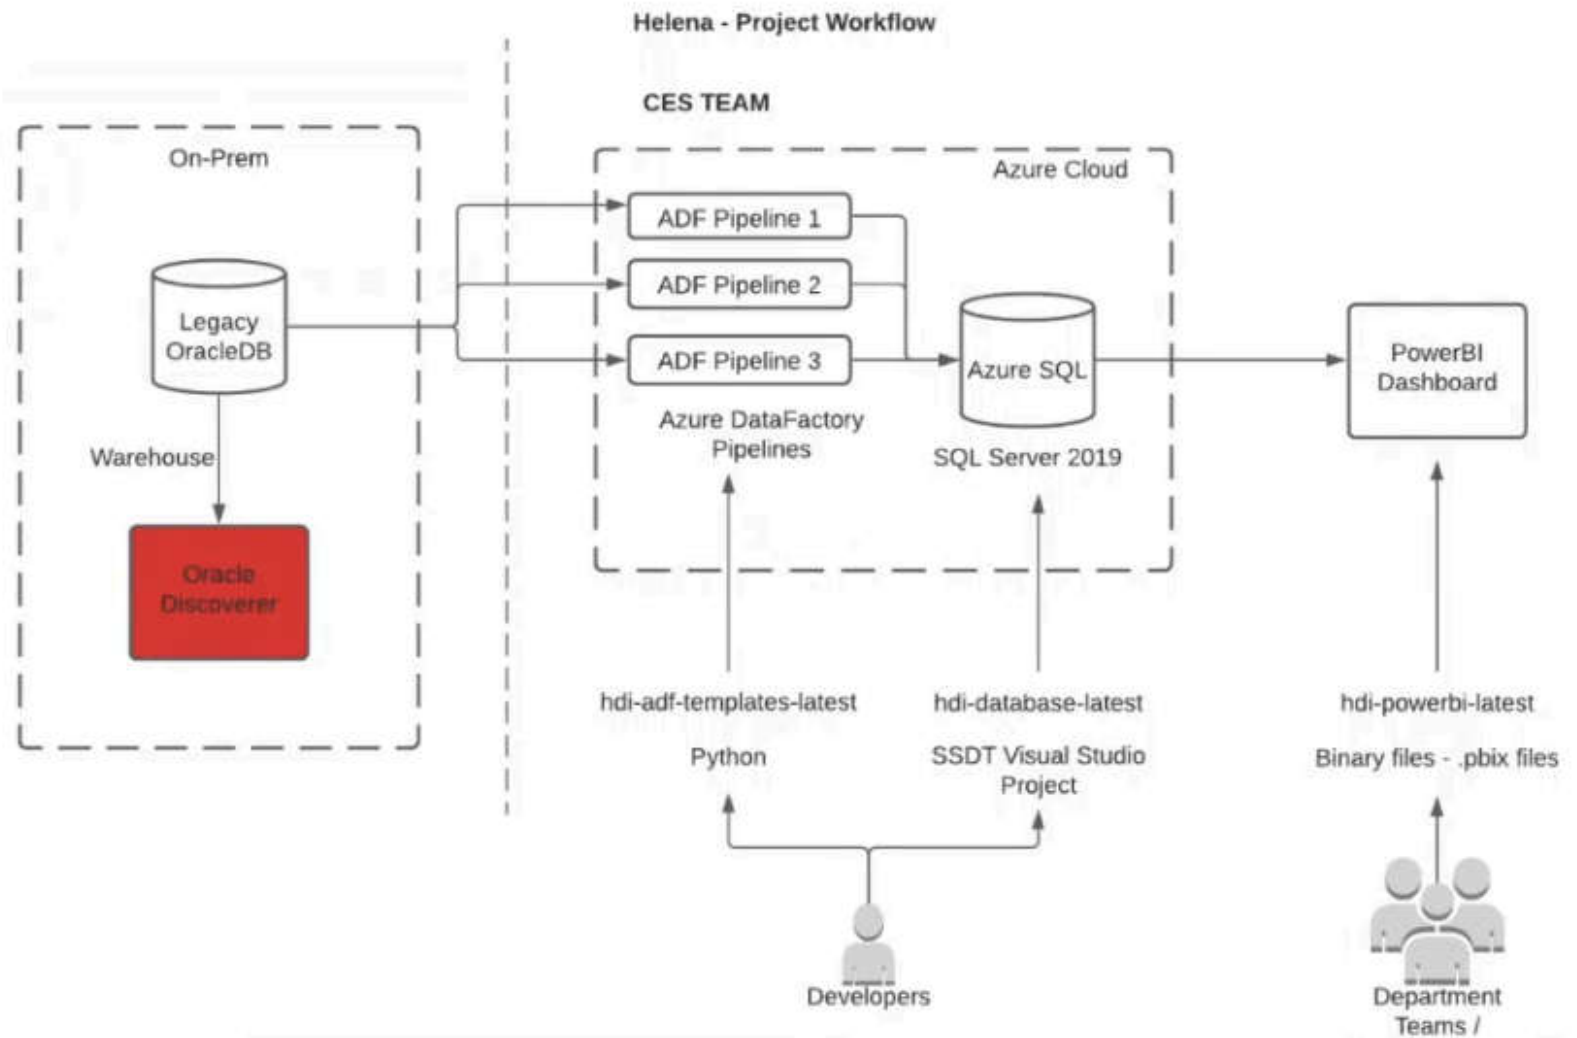 Helena - Project Workflow
CES TEAM
On-Prem
Azure Cloud
ADF Pipeline 1
ADF Pipeline 2
ADF Pipeline 3
Legacy
OracleDB
Azure SQL
PowerBI
Dashboard
Azure DataFactory
Pipelines
SQL Server 2019
Warehouse
Oracle
Discoverer
hdi-adf-templates-latest
hdi-database-latest
hdi-powerbi-latest
Python
SSDT Visual Studio
Project
Binary files - .pbix files
Developers
Department
Teams /